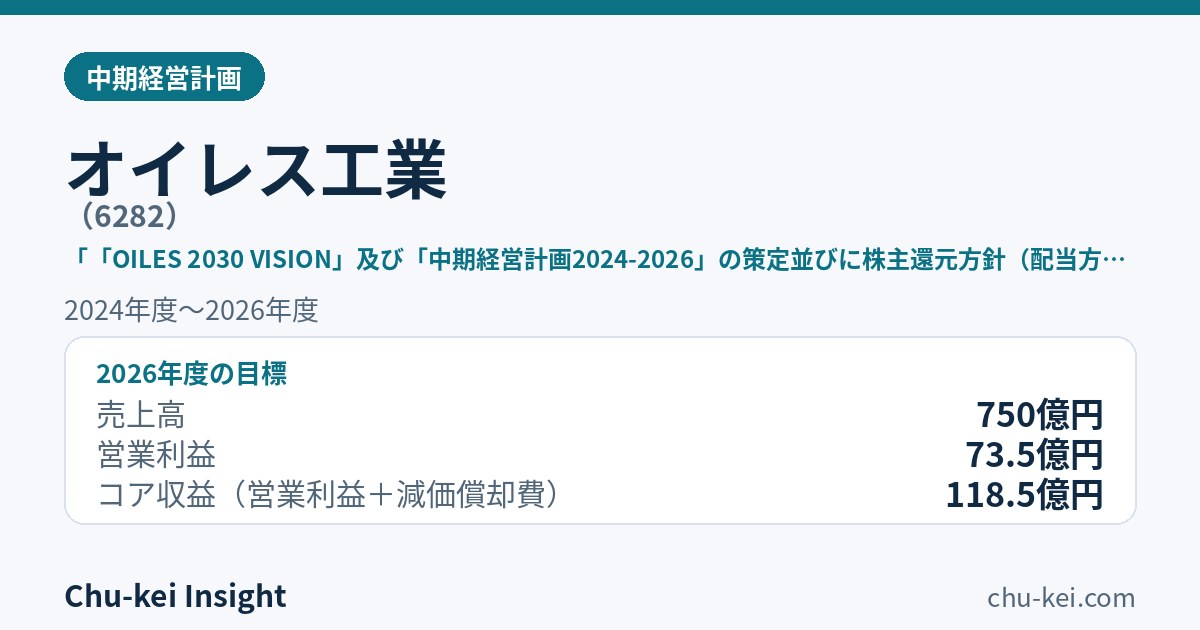 中期経営計画
オイレス工業
（6282）
「「OILES 2030 VISION」及び「中期経営計画2024-2026」の策定並びに株主還元方針（配当方…
2024年度〜2026年度
2026年度の目標
売上高 750億円
営業利益 73.5億円
コア収益（営業利益＋減価償却費） 118.5億円
Chu-kei Insight chu-kei.com